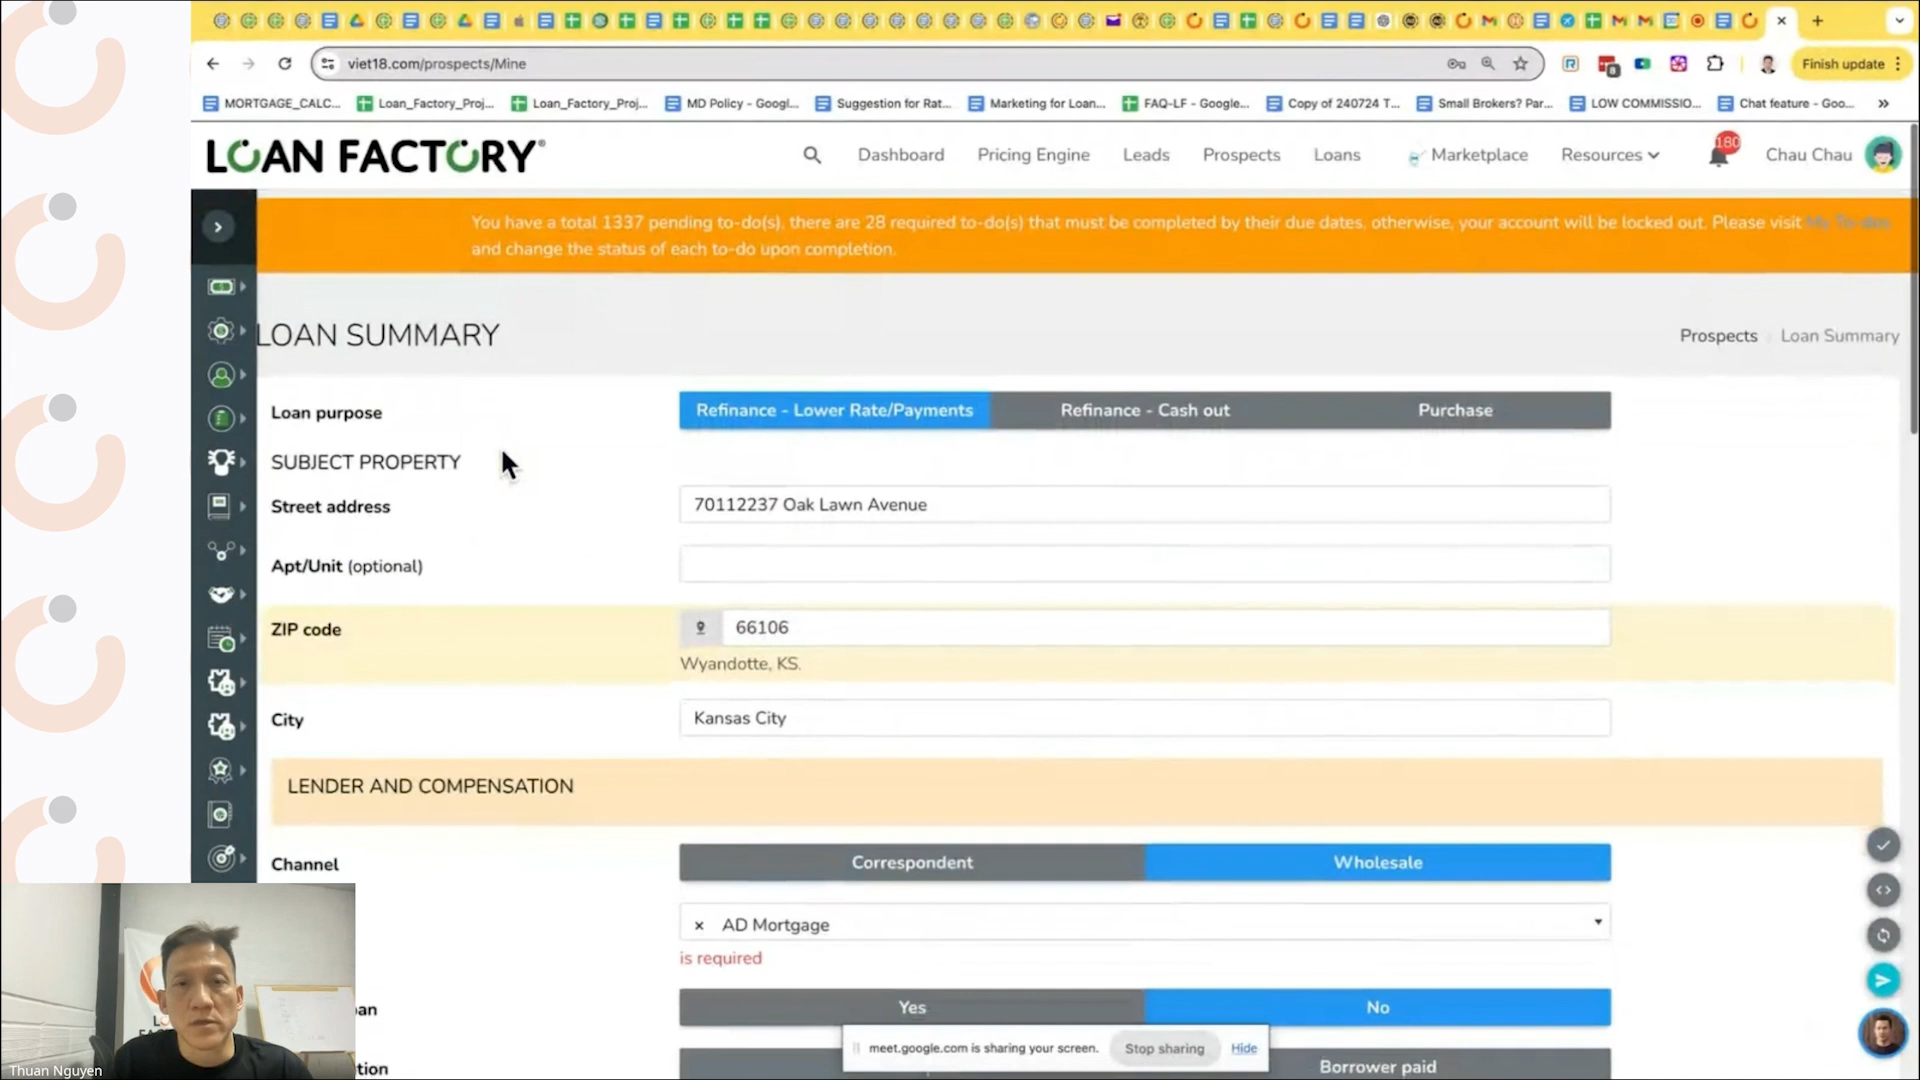 viet18.com/prospects/Mine
Finish update
MORTGAGE_CALC...
Loan_Factory_Proj...
Loan_Factory_Proj...
MD Policy - Googl...
Suggestion for Rat...
Marketing for Loan...
FAQ-LF - Google...
Copy of 240724 T...
Small Brokers? Par...
LOW COMMISSIO...
Chat feature - Goo...
LOAN FACTORY®
Dashboard
Pricing Engine
Leads
Prospects
Loans
Marketplace
Resources
180
Chau Chau
You have a total 1337 pending to-do(s), there are 28 required to-do(s) that must be completed by their due dates, otherwise, your account will be locked out. Please visit My To-dos
and change the status of each to-do upon completion.
LOAN SUMMARY
Prospects
Loan Summary
Loan purpose
Refinance - Lower Rate/Payments
Refinance - Cash out
Purchase
SUBJECT PROPERTY
Street address
70112237 Oak Lawn Avenue
Apt/Unit (optional)
ZIP code
66106
Wyandotte, KS.
City
Kansas City
LENDER AND COMPENSATION
Channel
Correspondent
Wholesale
× AD Mortgage
is required
an
Yes
No
tion
Borrower paid
meet.google.com is sharing your screen.
Stop sharing
Hide
Thuan Nguyen